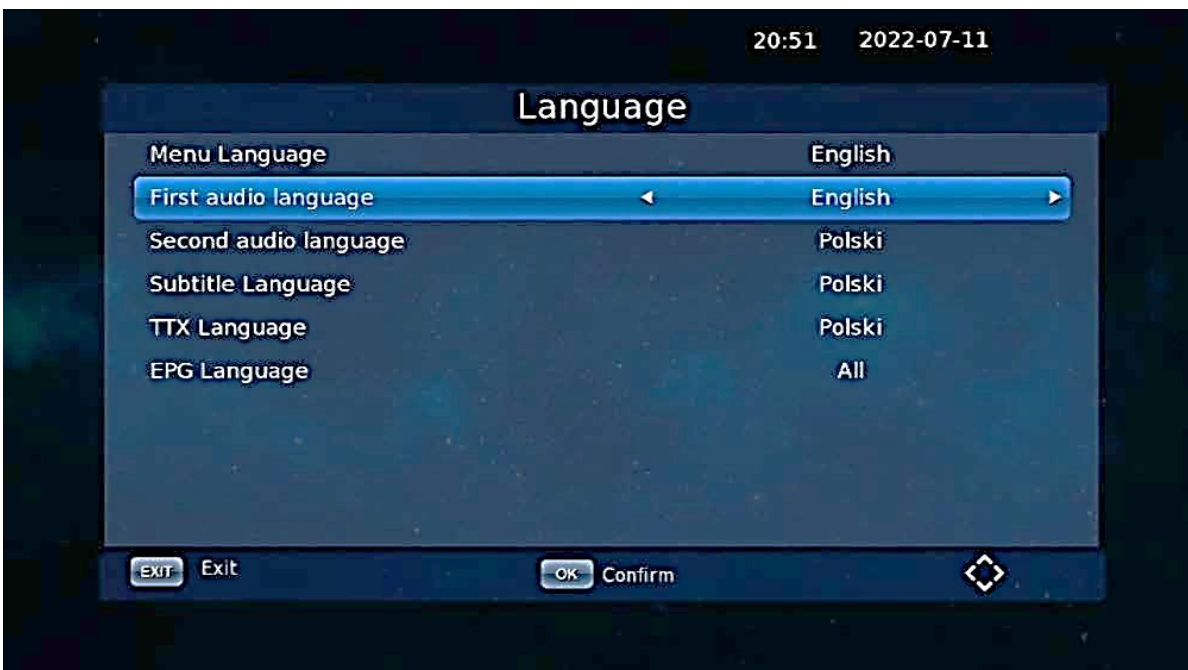 20:51 2022-07-11
Language
Menu Language English
First audio language English
Second audio language Polski
Subtitle Language Polski
TTX Language Polski
EPG Language All
EXIT Exit OK Confirm